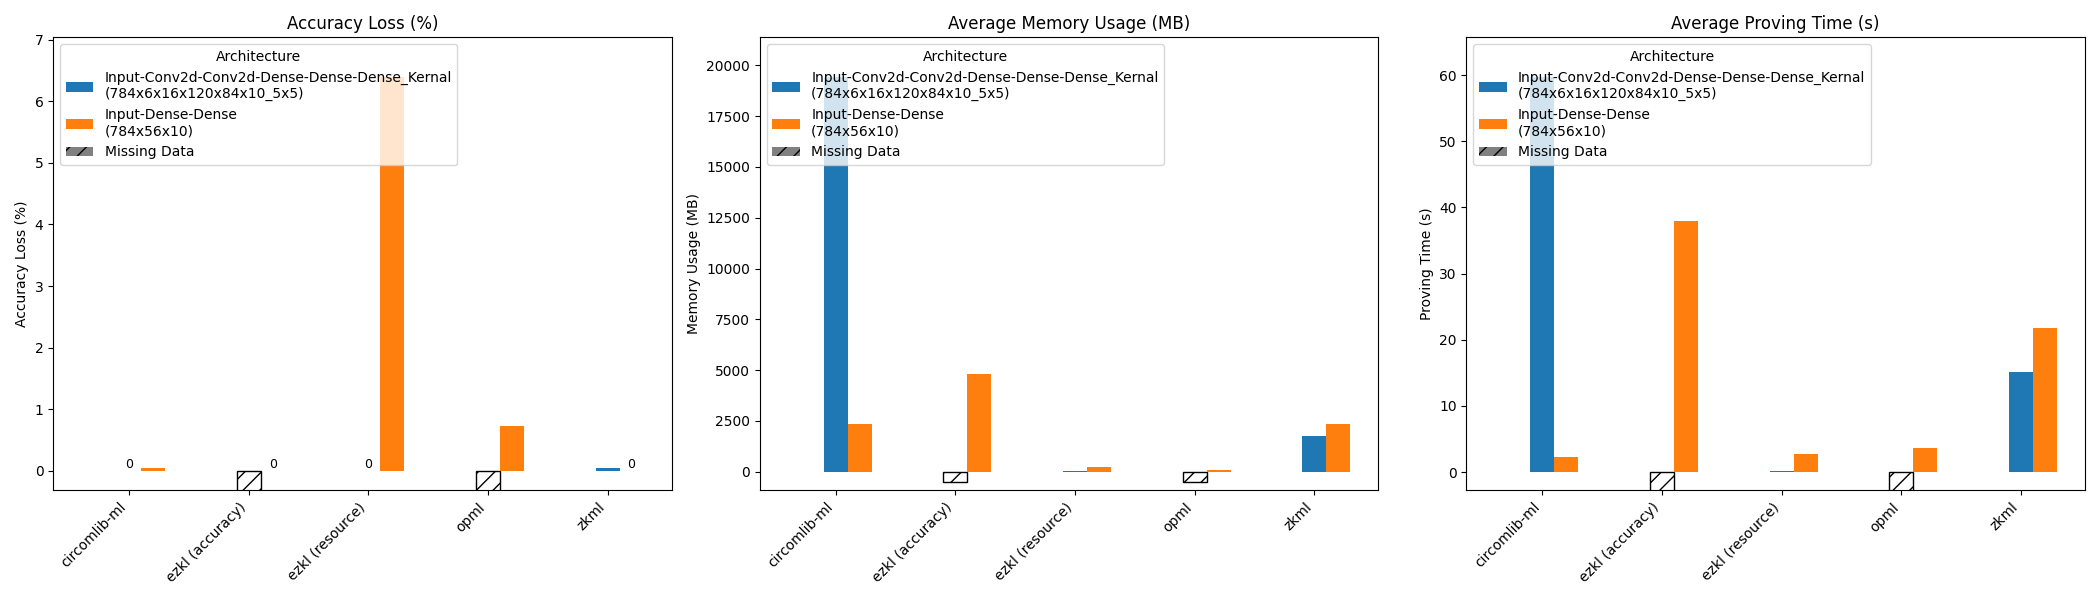 Accuracy Loss (%)
Accuracy Loss (%)
7
6
5
4
3
2
1
0
Architecture
Input-Conv2d-Conv2d-Dense-Dense-Dense_Kernal
(784x6x16x120x84x10_5x5)
Input-Dense-Dense
(784x56x10)
Missing Data
0
0
0
0
circomlib-ml
ezkl (accuracy)
ezkl (resource)
opml
zkml
Average Memory Usage (MB)
Memory Usage (MB)
20000
17500
15000
12500
10000
7500
5000
2500
0
Architecture
Input-Conv2d-Conv2d-Dense-Dense-Dense_Kernal
(784x6x16x120x84x10_5x5)
Input-Dense-Dense
(784x56x10)
Missing Data
circomlib-ml
ezkl (accuracy)
ezkl (resource)
opml
zkml
Average Proving Time (s)
Proving Time (s)
60
50
40
30
20
10
0
Architecture
Input-Conv2d-Conv2d-Dense-Dense-Dense_Kernal
(784x6x16x120x84x10_5x5)
Input-Dense-Dense
(784x56x10)
Missing Data
circomlib-ml
ezkl (accuracy)
ezkl (resource)
opml
zkml